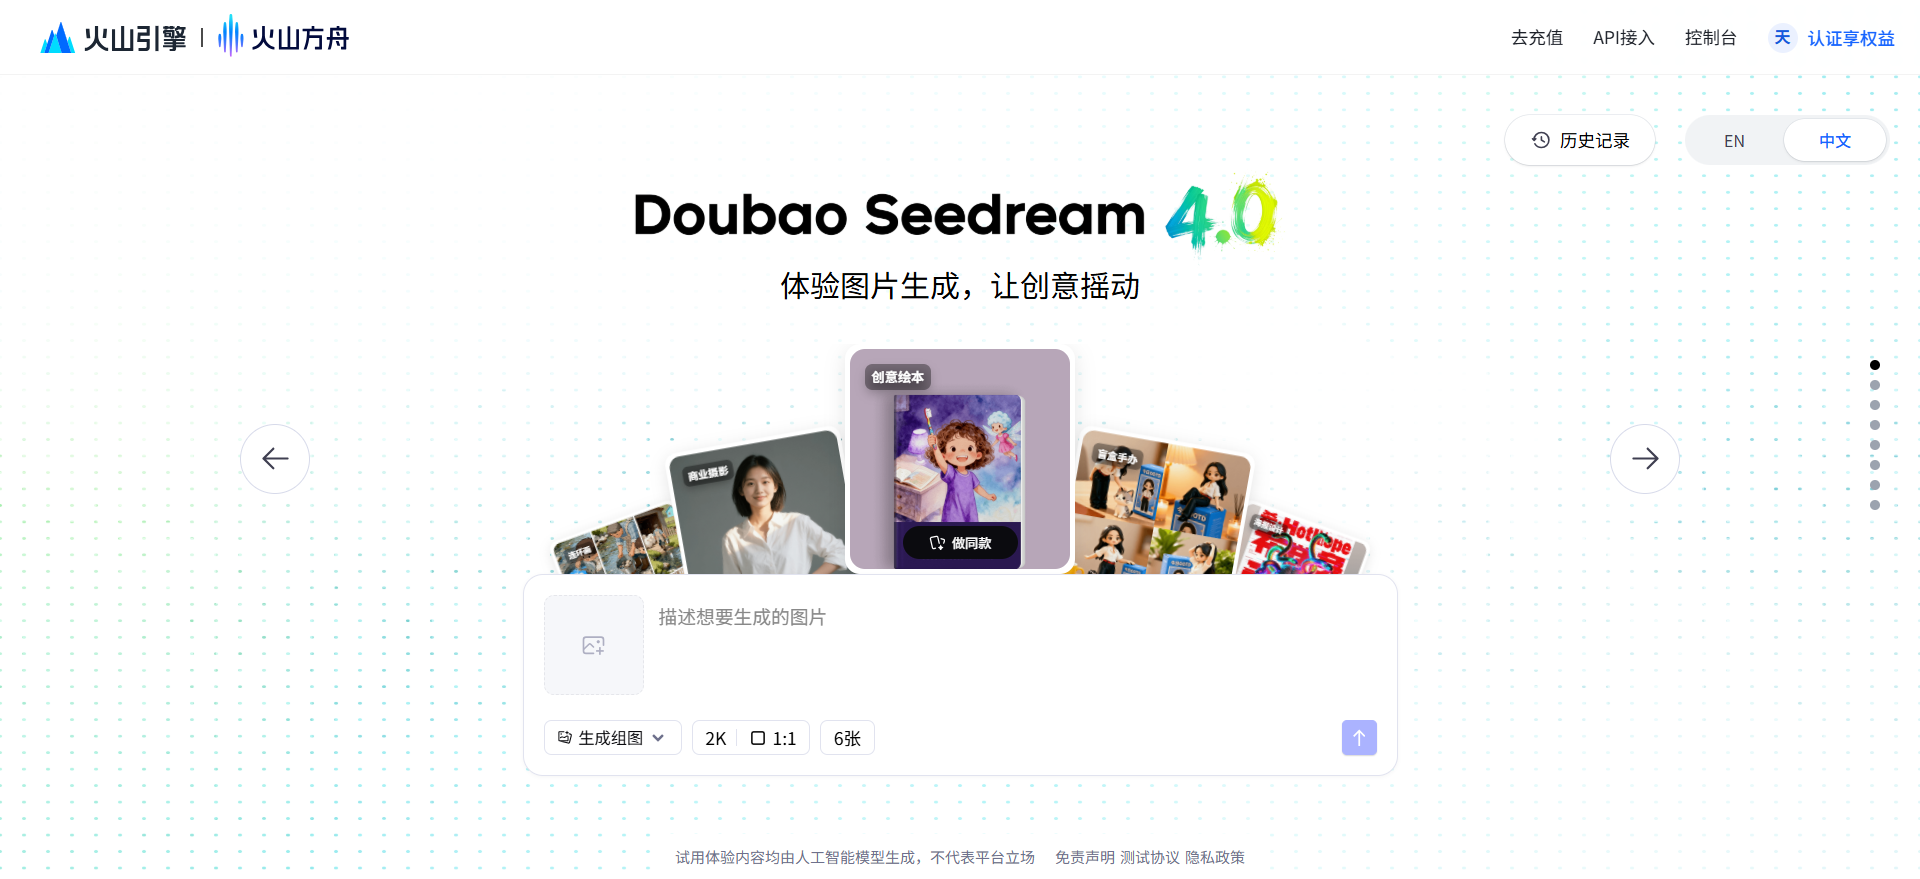 火山引擎 | 火山方舟
去充值 API接入 控制台 天 认证享权益
历史记录 EN 中文
Doubao Seedream 4.0
体验图片生成，让创意摇动
创意绘本
商业摄影
盲盒手办
连环画
海报设计
做同款
描述想要生成的图片
生成组图 2K 1:1 6张
试用体验内容均由人工智能模型生成，不代表平台立场 免责声明 测试协议 隐私政策